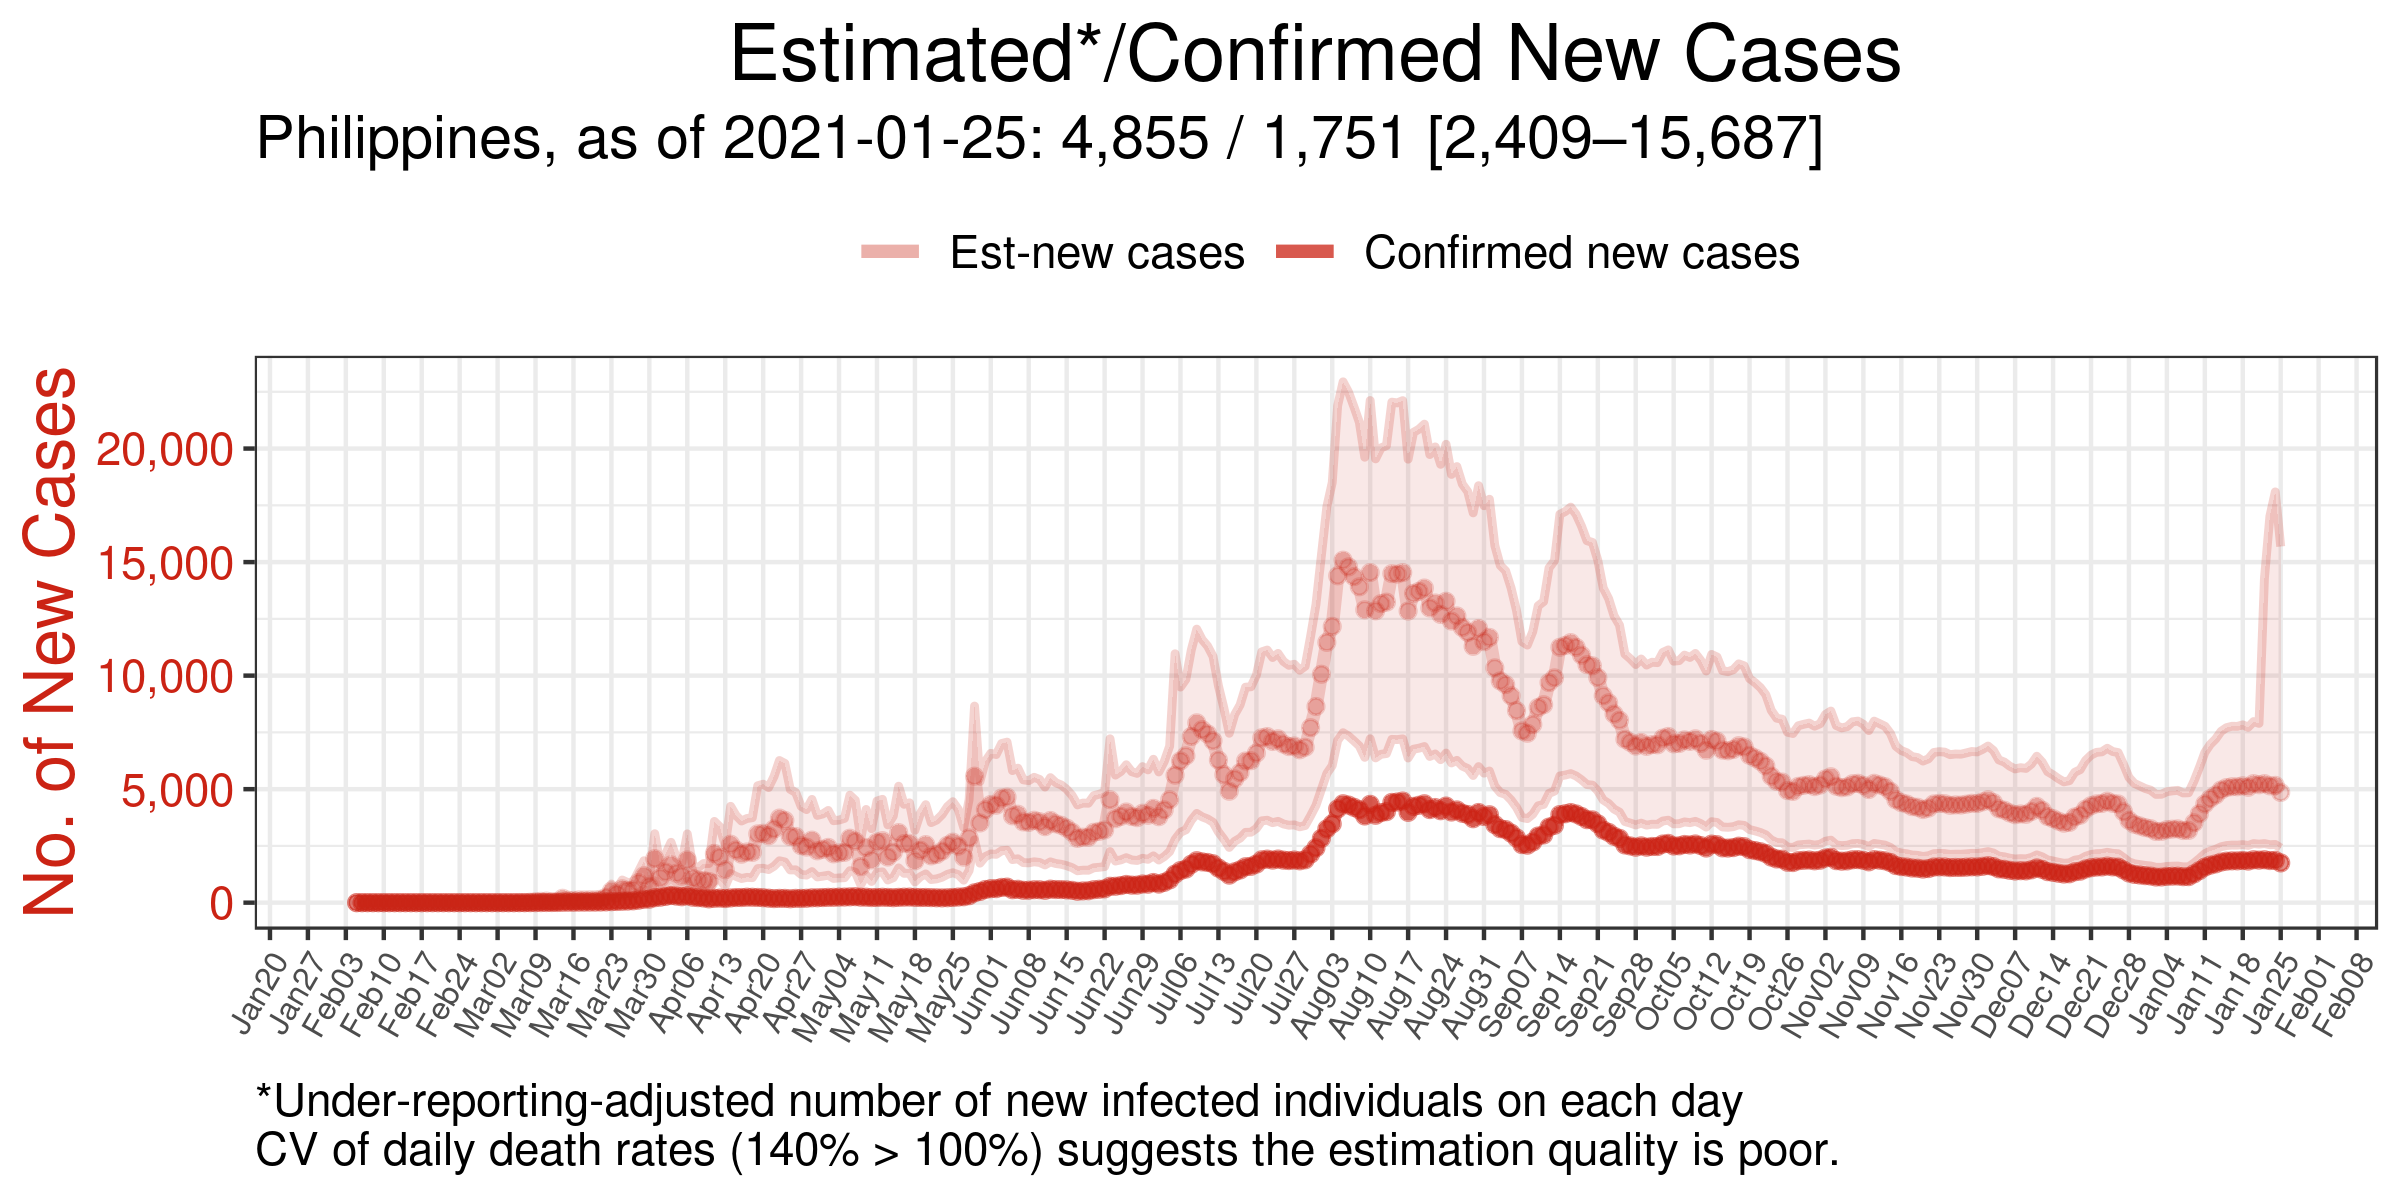 Estimated*/Confirmed New Cases
Philippines, as of 2021-01-25: 4,855 / 1,751 [2,409–15,687]
Est-new cases Confirmed new cases
No. of New Cases
20,000
15,000
10,000
5,000
0
Jan20 Jan27 Feb03 Feb10 Feb17 Feb24 Mar02 Mar09 Mar16 Mar23 Mar30 Apr06 Apr13 Apr20 Apr27 May04 May11 May18 May25 Jun01 Jun08 Jun15 Jun22 Jun29 Jul06 Jul13 Jul20 Jul27 Aug03 Aug10 Aug17 Aug24 Aug31 Sep07 Sep14 Sep21 Sep28 Oct05 Oct12 Oct19 Oct26 Nov02 Nov09 Nov16 Nov23 Nov30 Dec07 Dec14 Dec21 Dec28 Jan04 Jan11 Jan18 Jan25 Feb01 Feb08
*Under-reporting-adjusted number of new infected individuals on each day
CV of daily death rates (140% > 100%) suggests the estimation quality is poor.